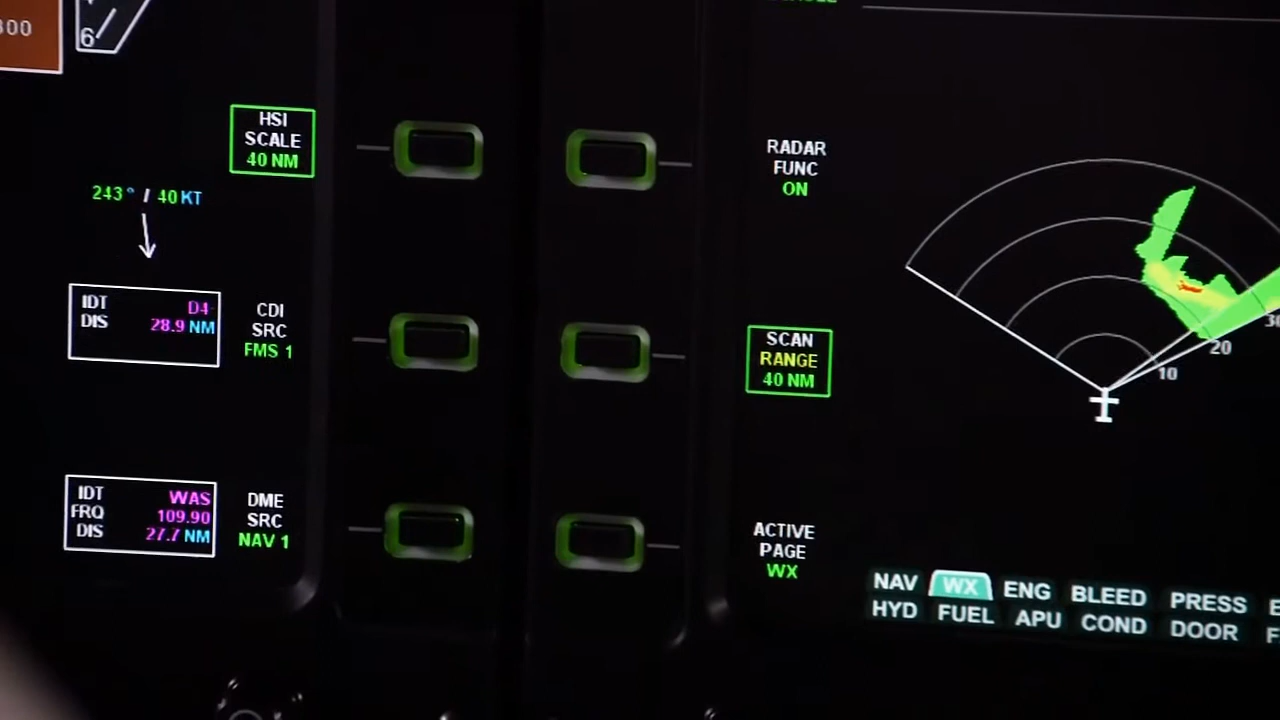 6
HSI
SCALE
40 NM
243° / 40 KT
IDT D4
DIS 28.9 NM
CDI
SRC
FMS 1
IDT WAS
FRQ 109.90
DIS 27.7 NM
DME
SRC
NAV 1
RADAR
FUNC
ON
SCAN
RANGE
40 NM
ACTIVE
PAGE
WX
30
20
10
NAV WX ENG BLEED PRESS
HYD FUEL APU COND DOOR